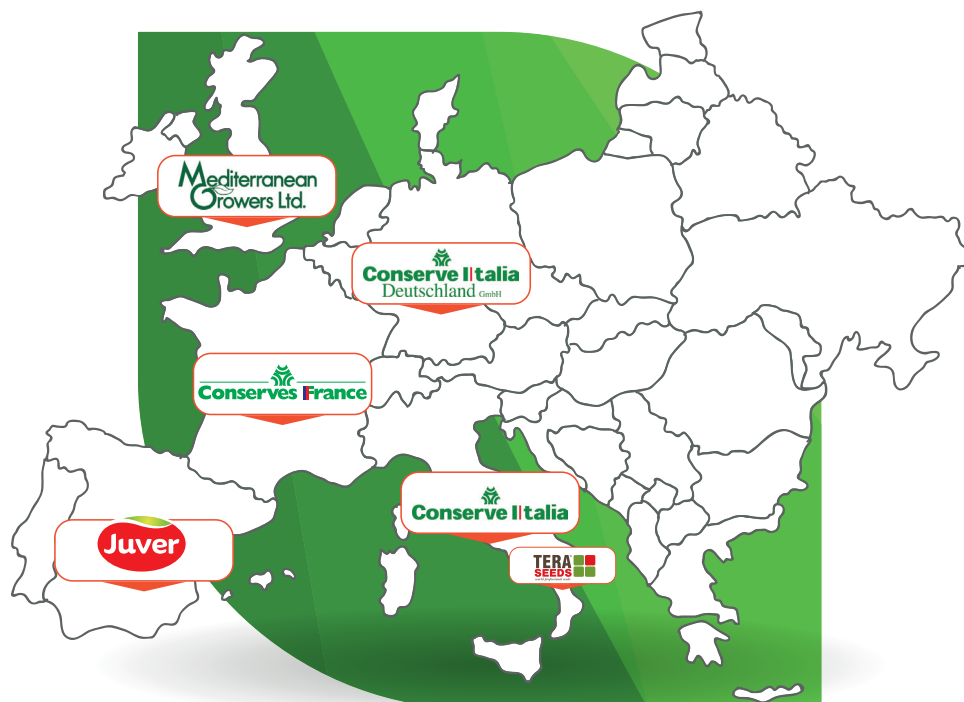 Mediterranean
Growers Ltd.
Conserve Italia
Deutschland GmbH
Conserves France
Conserve Italia
Juver
TERA
SEEDS